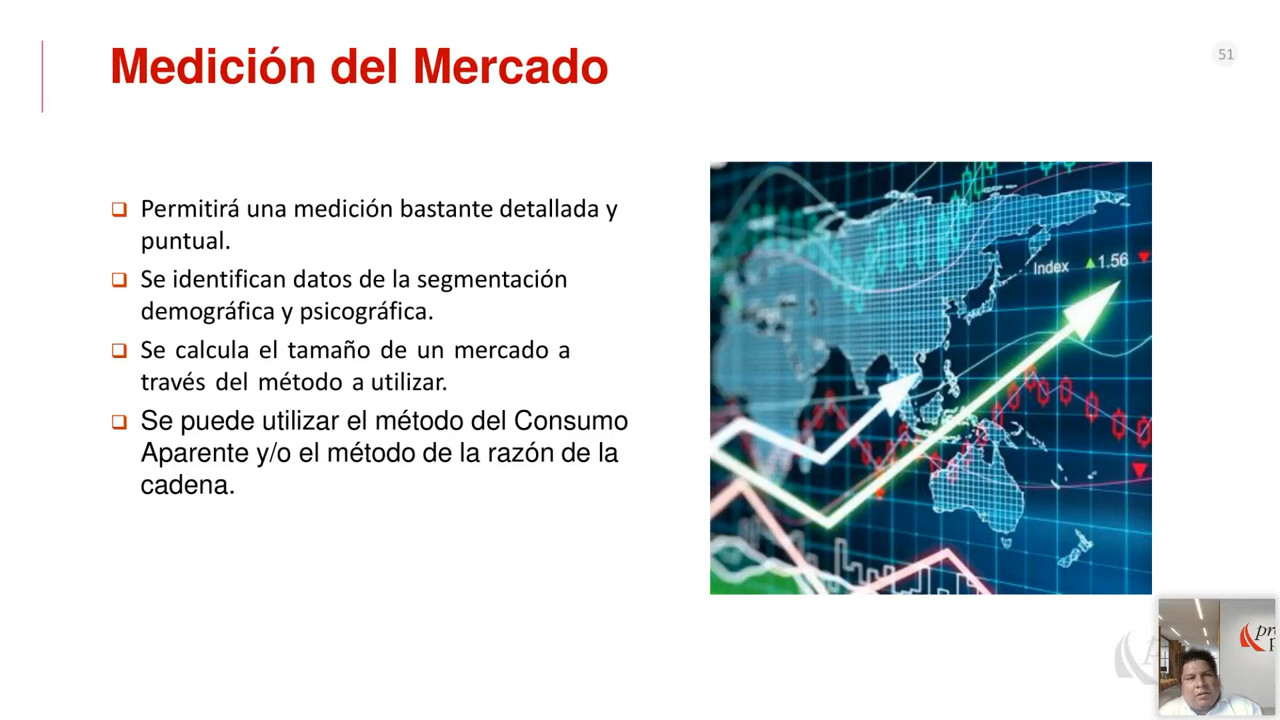 Medición del Mercado
51
Permitirá una medición bastante detallada y
puntual.
Se identifican datos de la segmentación
demográfica y psicográfica.
Se calcula el tamaño de un mercado a
través del método a utilizar.
Se puede utilizar el método del Consumo
Aparente y/o el método de la razón de la
cadena.
Index ▲1.56